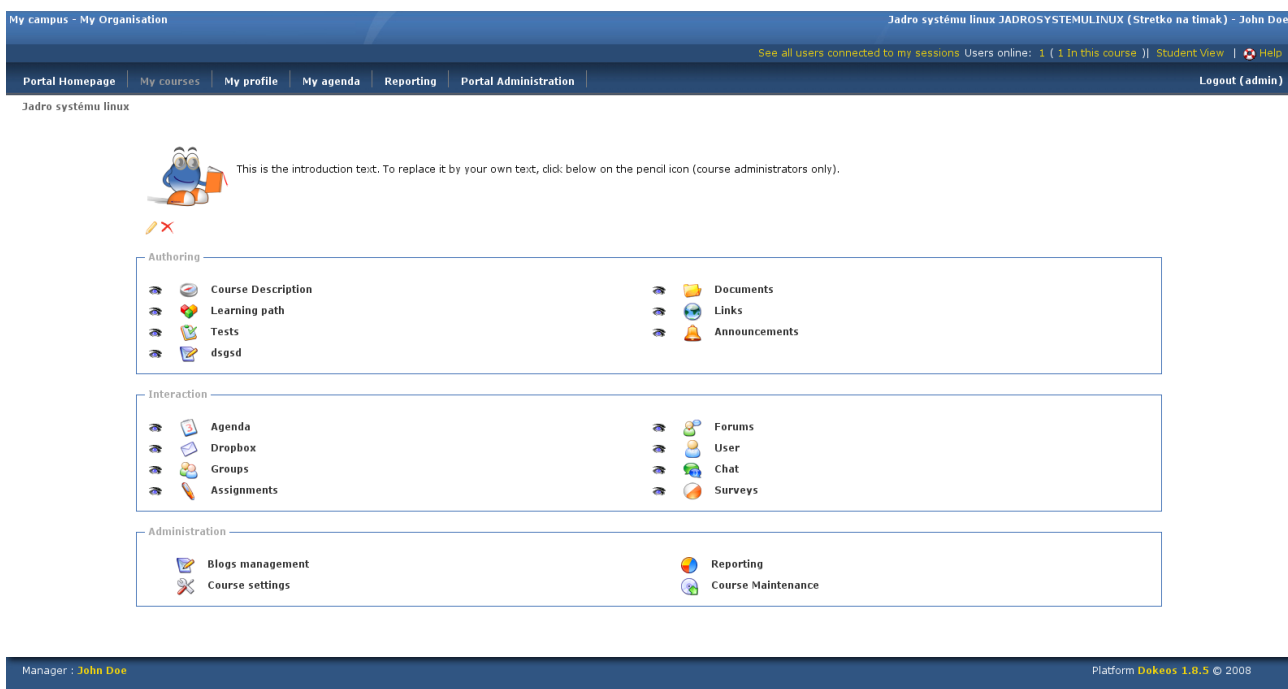 My campus - My Organisation Jadro systému linux JADROSYSTEMULINUX (Stretko na timak) - John Doe
See all users connected to my sessions Users online: 1 ( 1 In this course )| Student View | Help
Portal Homepage My courses My profile My agenda Reporting Portal Administration Logout (admin)
Jadro systému linux
This is the introduction text. To replace it by your own text, click below on the pencil icon (course administrators only).
Authoring
Course Description Documents
Learning path Links
Tests Announcements
dsgsd
Interaction
Agenda Forums
Dropbox User
Groups Chat
Assignments Surveys
Administration
Blogs management Reporting
Course settings Course Maintenance
Manager : John Doe Platform Dokeos 1.8.5 © 2008